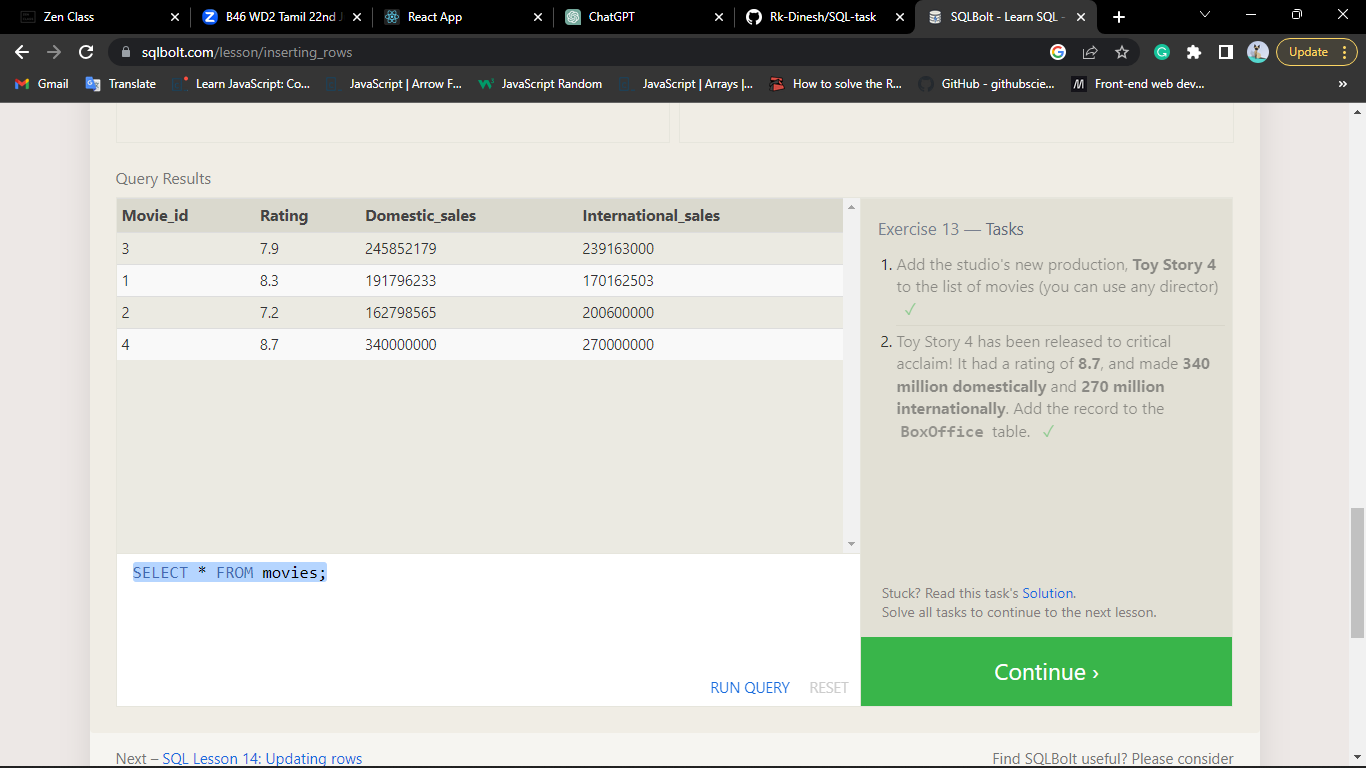 Zen Class
B46 WD2 Tamil 22nd J
React App
ChatGPT
Rk-Dinesh/SQL-task
SQLBolt - Learn SQL -
sqlbolt.com/lesson/inserting_rows
Update
Gmail
Translate
Learn JavaScript: Co...
JavaScript | Arrow F...
JavaScript Random
JavaScript | Arrays |...
How to solve the R...
GitHub - githubscie...
Front-end web dev...
»
Query Results
Movie_id Rating Domestic_sales International_sales
3 7.9 245852179 239163000
1 8.3 191796233 170162503
2 7.2 162798565 200600000
4 8.7 340000000 270000000
Exercise 13 — Tasks
1. Add the studio's new production, Toy Story 4
to the list of movies (you can use any director)
✓
2. Toy Story 4 has been released to critical
acclaim! It had a rating of 8.7, and made 340
million domestically and 270 million
internationally. Add the record to the
BoxOffice table. ✓
SELECT * FROM movies;
RUN QUERY RESET
Stuck? Read this task's Solution.
Solve all tasks to continue to the next lesson.
Continue ›
Next – SQL Lesson 14: Updating rows
Find SQLBolt useful? Please consider